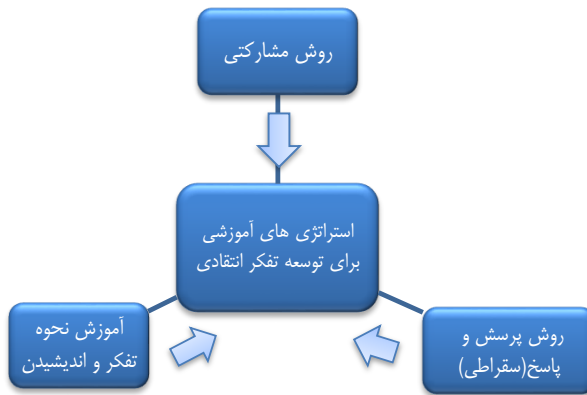 روش مشارکتی
استراتژی های آموزشی
برای توسعه تفکر انتقادی
روش پرسش و
پاسخ(سقراطی)
آموزش نحوه
تفکر و اندیشیدن